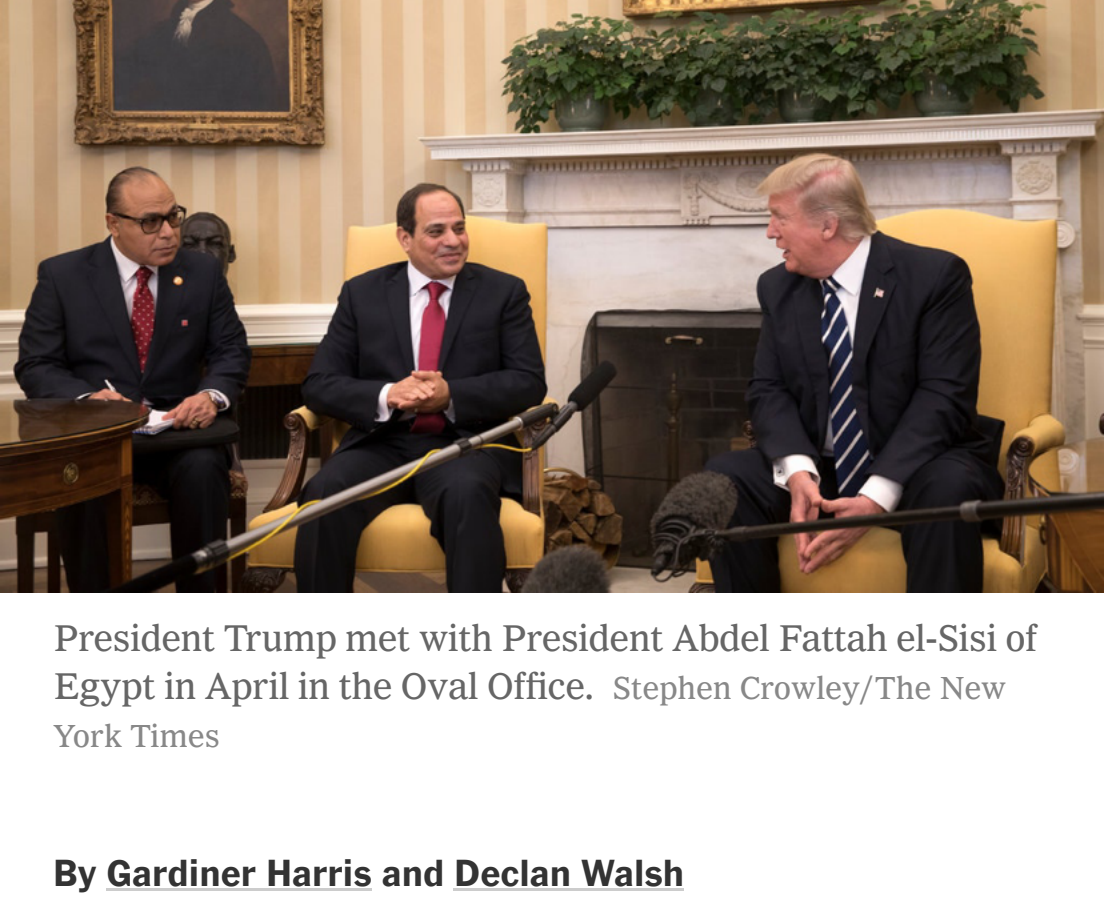 President Trump met with President Abdel Fattah el-Sisi of
Egypt in April in the Oval Office. Stephen Crowley/The New
York Times
By Gardiner Harris and Declan Walsh